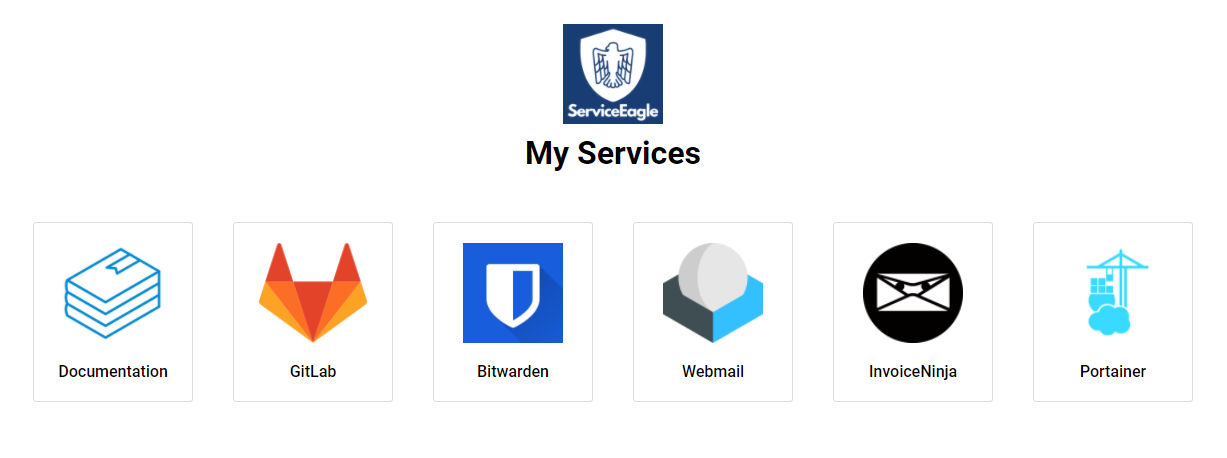 ServiceEagle
My Services
Documentation
GitLab
Bitwarden
Webmail
InvoiceNinja
Portainer